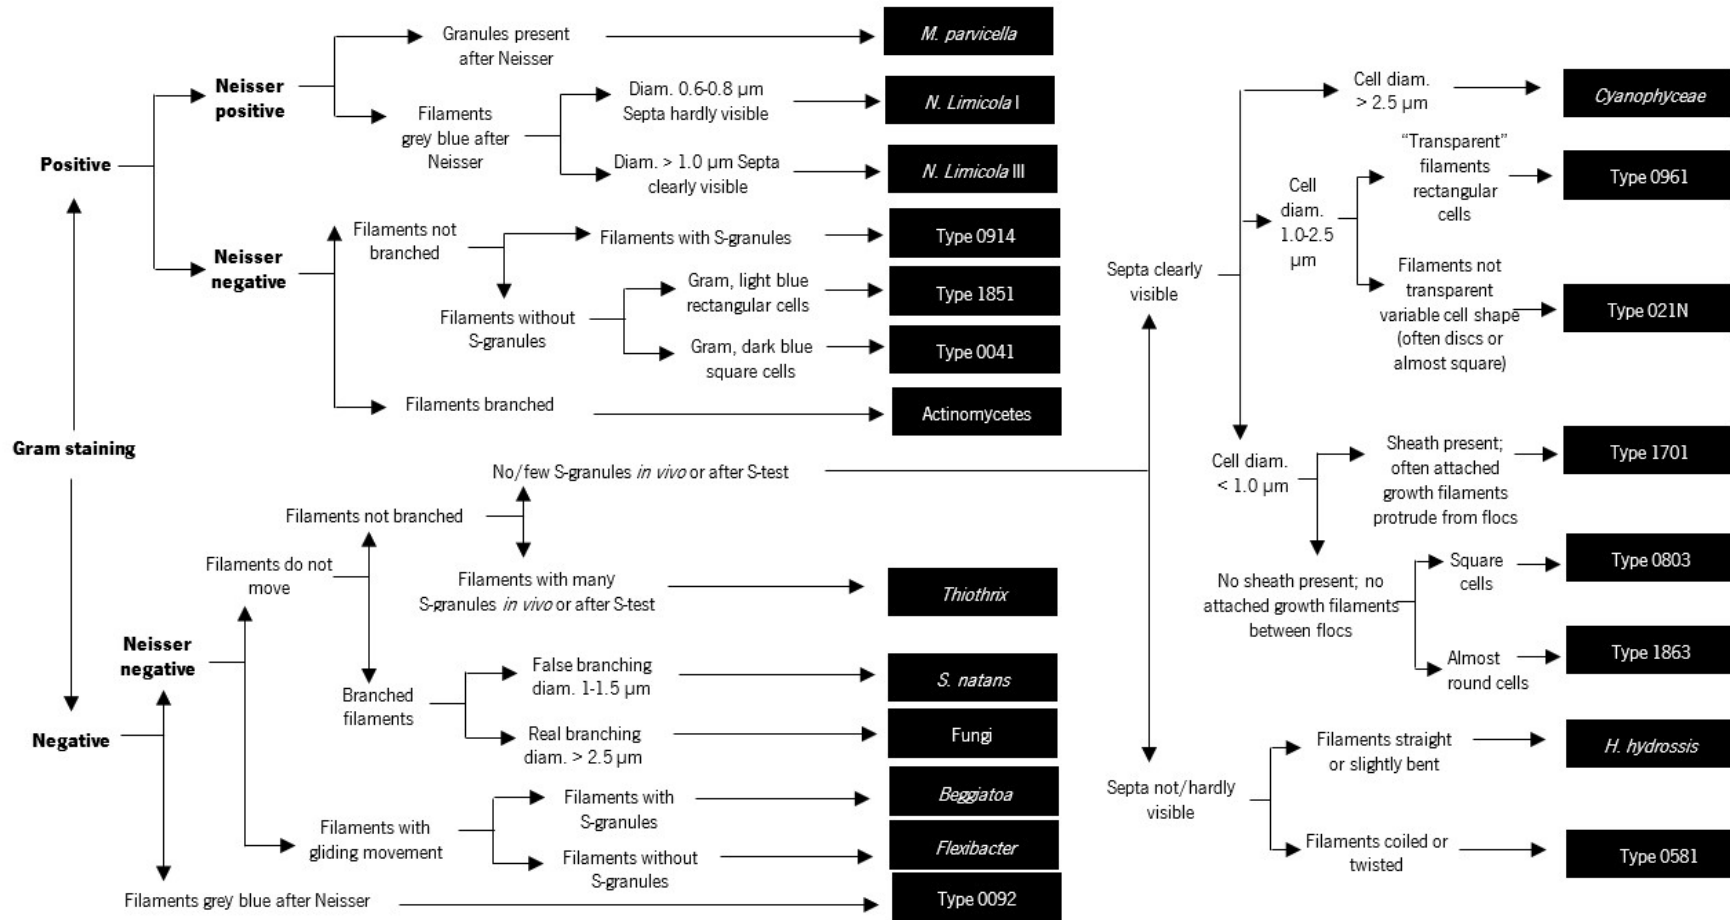 Gram staining
Positive
Neisser
positive
Granules present
after Neisser
M. parvicella
Filaments
grey blue after
Neisser
Diam. 0.6-0.8 µm
Septa hardly visible
N. Limicola I
Diam. > 1.0 µm Septa
clearly visible
N. Limicola III
Neisser
negative
Filaments not
branched
Filaments with S-granules
Type 0914
Filaments without
S-granules
Gram, light blue
rectangular cells
Type 1851
Gram, dark blue
square cells
Type 0041
Filaments branched
Actinomycetes
Negative
Neisser
negative
Filaments do not
move
Filaments not branched
No/few S-granules in vivo or after S-test
Filaments with many
S-granules in vivo or after S-test
Thiothrix
Branched
filaments
False branching
diam. 1-1.5 µm
S. natans
Real branching
diam. > 2.5 µm
Fungi
Filaments with
gliding movement
Filaments with
S-granules
Beggiatoa
Filaments without
S-granules
Flexibacter
Filaments grey blue after Neisser
Type 0092
Septa clearly
visible
Cell diam.
> 2.5 µm
Cyanophyceae
Cell
diam.
1.0-2.5
µm
“Transparent”
filaments
rectangular
cells
Type 0961
Filaments not
transparent
variable cell shape
(often discs or
almost square)
Type 021N
Cell diam.
< 1.0 µm
Sheath present;
often attached
growth filaments
protrude from flocs
Type 1701
No sheath present; no
attached growth filaments
between flocs
Square
cells
Type 0803
Almost
round cells
Type 1863
Septa not/hardly
visible
Filaments straight
or slightly bent
H. hydrossis
Filaments coiled or
twisted
Type 0581